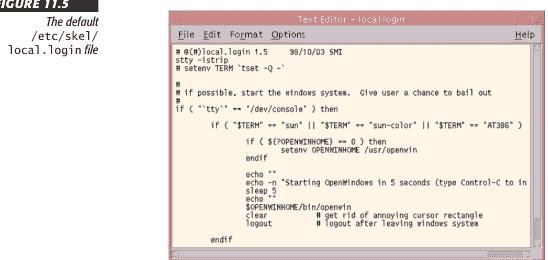 FIGURE 11.5
The default
/etc/skel/
local.login file
Text Editor - local.login
File Edit Format Options Help
# @(#)local.login 1.5 98/10/03 SMI
stty -istrip
# setenv TERM `tset -Q -`
#
# if possible, start the windows system. Give user a chance to bail out
#
if ( "`tty`" == "/dev/console" ) then
if ( "$TERM" == "sun" || "$TERM" == "sun-color" || "$TERM" == "AT386" )
if ( ${?OPENWINHOME} == 0 ) then
setenv OPENWINHOME /usr/openwin
endif
echo ""
echo -n "Starting OpenWindows in 5 seconds (type Control-C to in
sleep 5
echo ""
$OPENWINHOME/bin/openwin
clear # get rid of annoying cursor rectangle
logout # logout after leaving windows system
endif